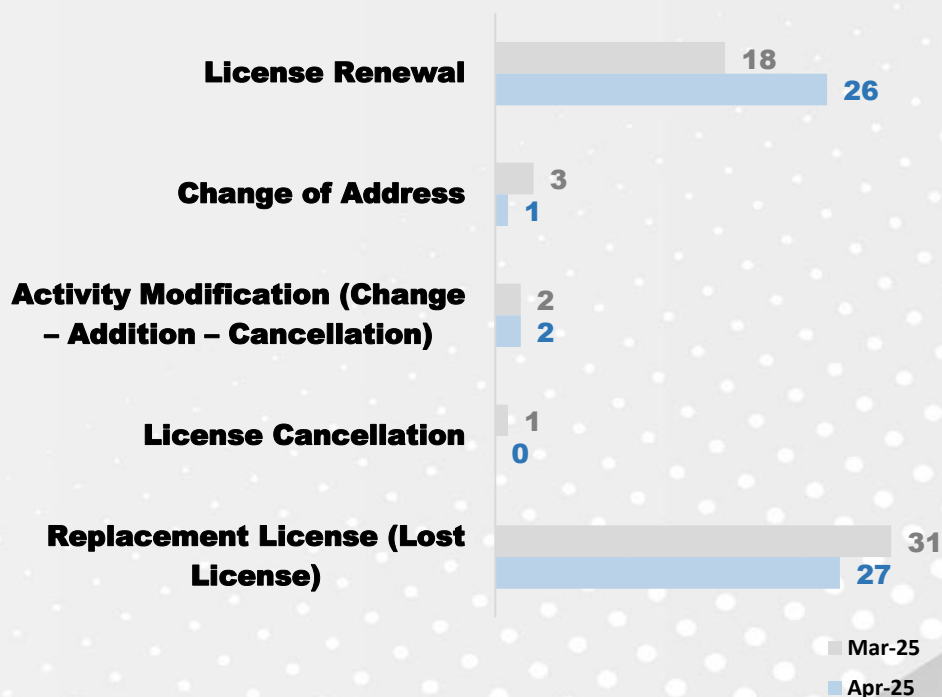 License Renewal
18
26
Change of Address
3
1
Activity Modification (Change
– Addition – Cancellation)
2
2
License Cancellation
1
0
Replacement License (Lost
License)
31
27
Mar-25
Apr-25